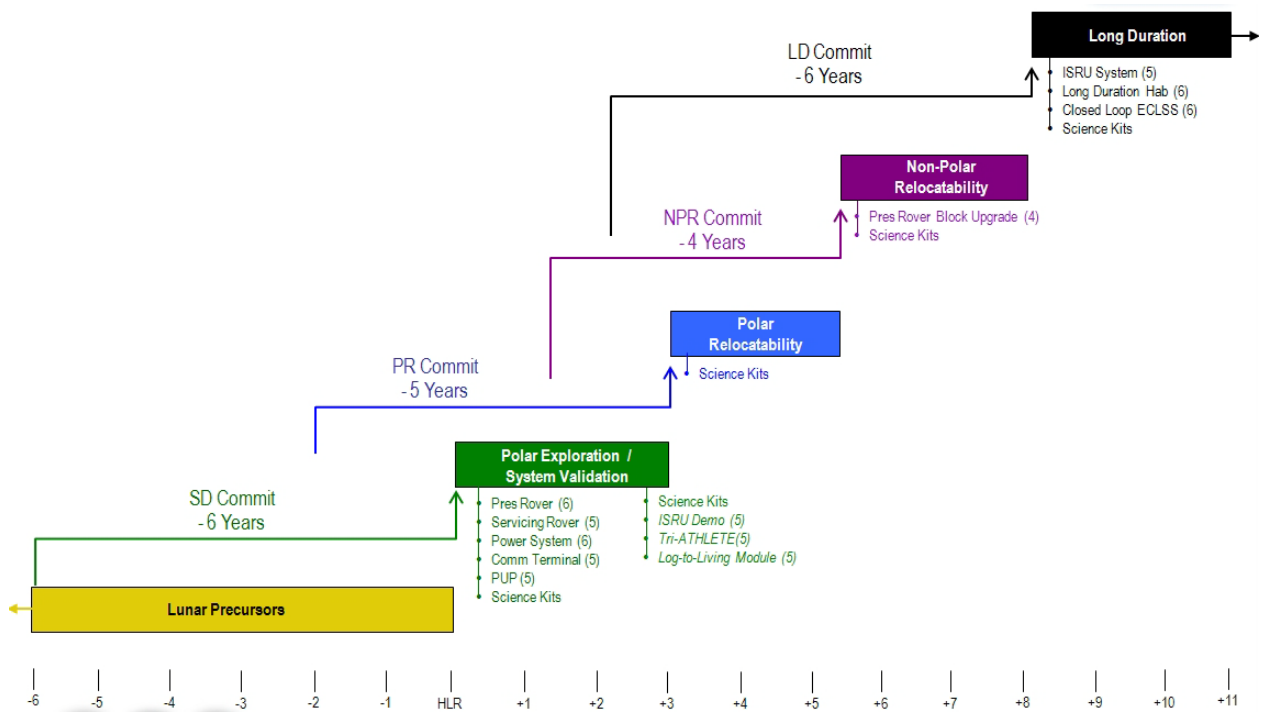 Long Duration
LD Commit
- 6 Years
ISRU System (5)
Long Duration Hab (6)
Closed Loop ECLSS (6)
Science Kits
Non-Polar
Relocatability
NPR Commit
- 4 Years
Pres Rover Block Upgrade (4)
Science Kits
Polar
Relocatability
PR Commit
- 5 Years
Science Kits
Polar Exploration /
System Validation
SD Commit
- 6 Years
Pres Rover (6)
Servicing Rover (5)
Power System (6)
Comm Terminal (5)
PUP (5)
Science Kits
Science Kits
ISRU Demo (5)
Tri-ATHLETE(5)
Log-to-Living Module (5)
Lunar Precursors
-6 -5 -4 -3 -2 -1 HLR +1 +2 +3 +4 +5 +6 +7 +8 +9 +10 +11